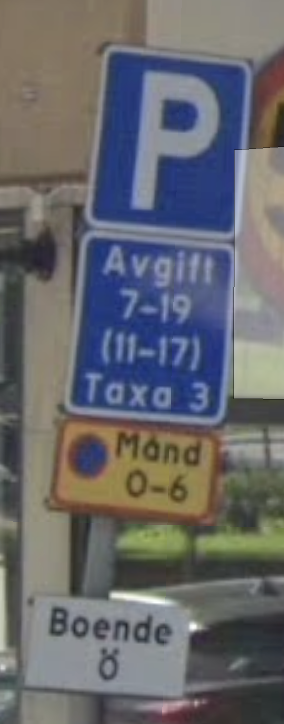 P
Avgift
7-19
(11-17)
Taxa 3
Månd
0-6
Boende
Ö